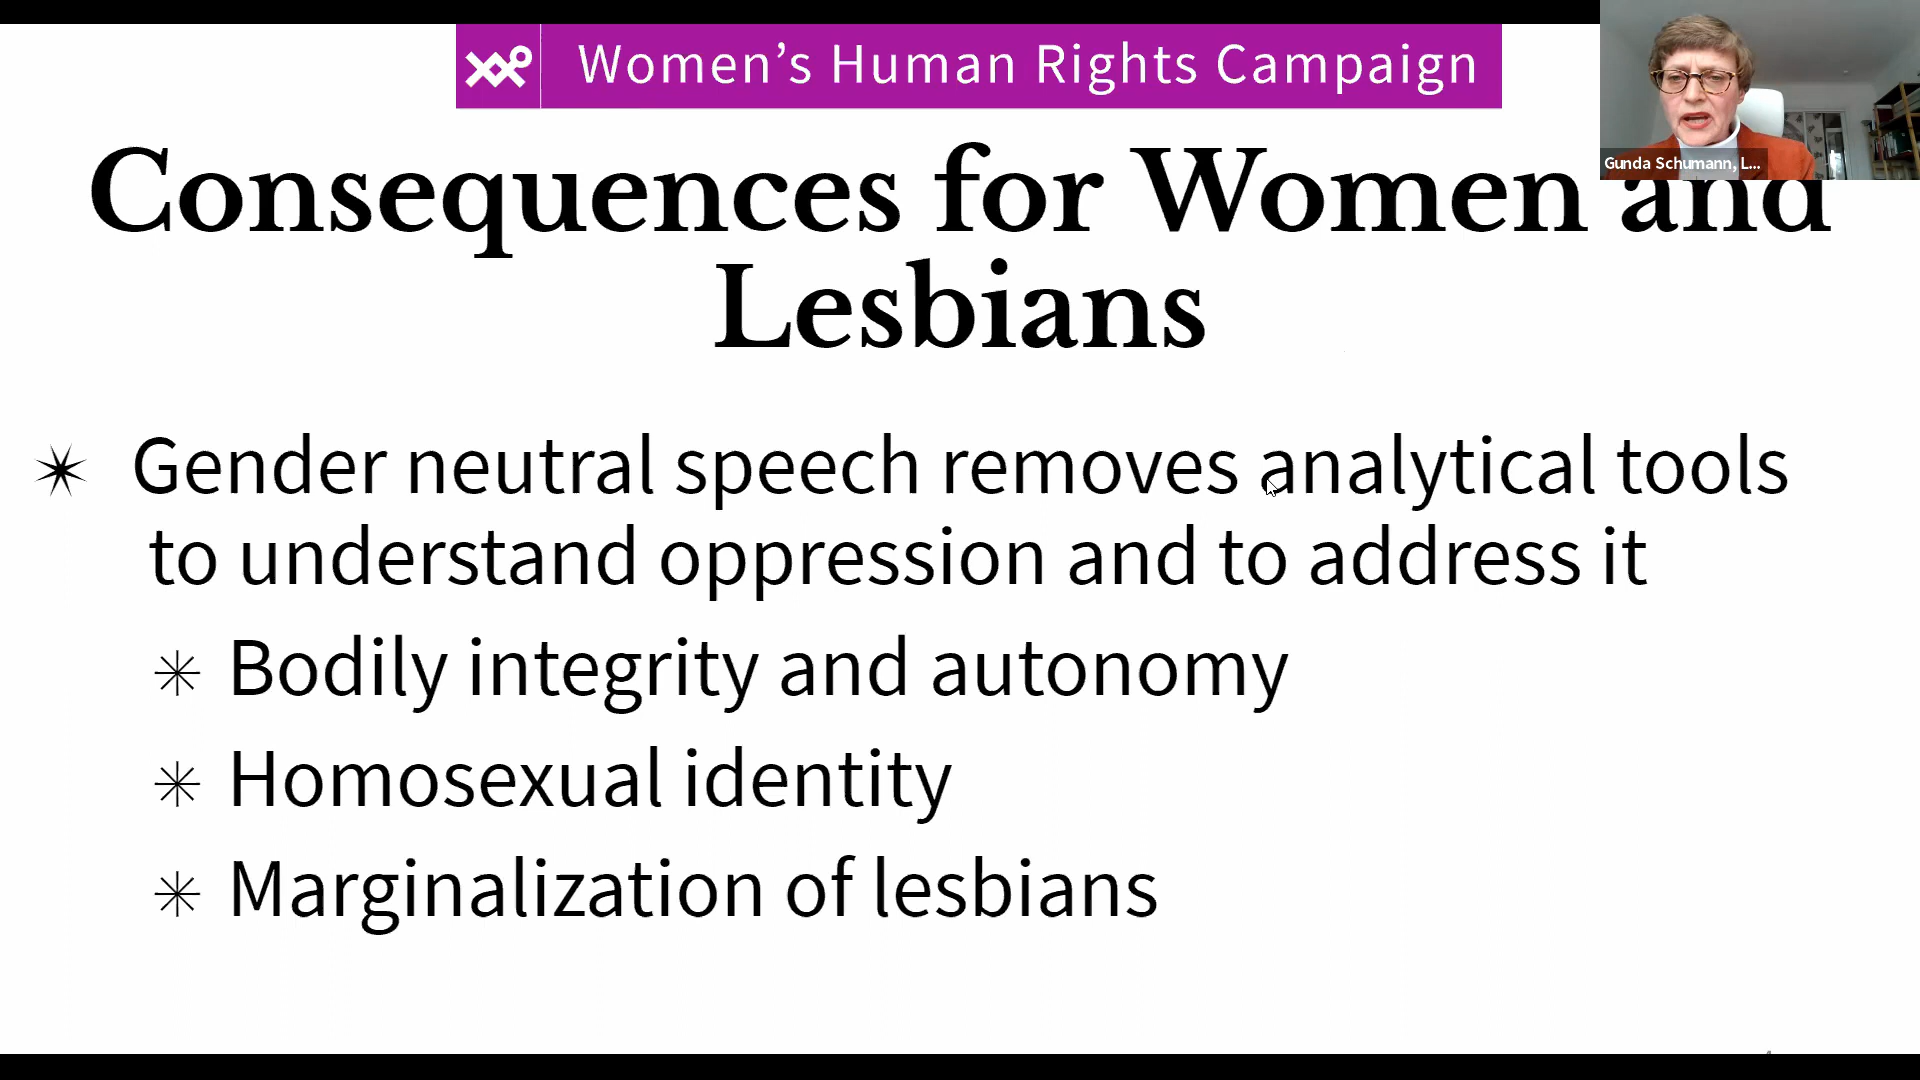 Women’s Human Rights Campaign
Gunda Schumann, L...
Consequences for Women and
Lesbians
Gender neutral speech removes analytical tools
to understand oppression and to address it
Bodily integrity and autonomy
Homosexual identity
Marginalization of lesbians